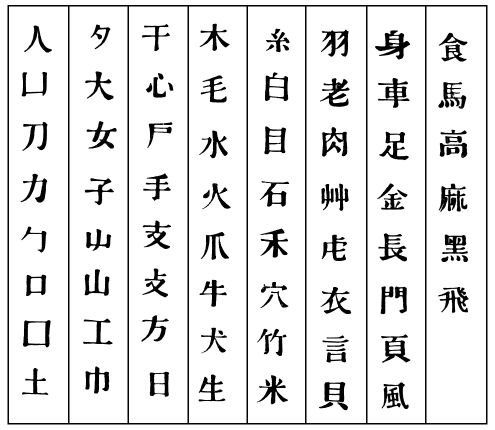 人凵刀力勹口囗土
夕大女子屮山工巾
干心戶手支攴方日
木毛水火爪牛犬生
糸白目石禾穴竹米
羽老肉艸虍衣言貝
身車足金長門頁風
食馬高麻黑飛